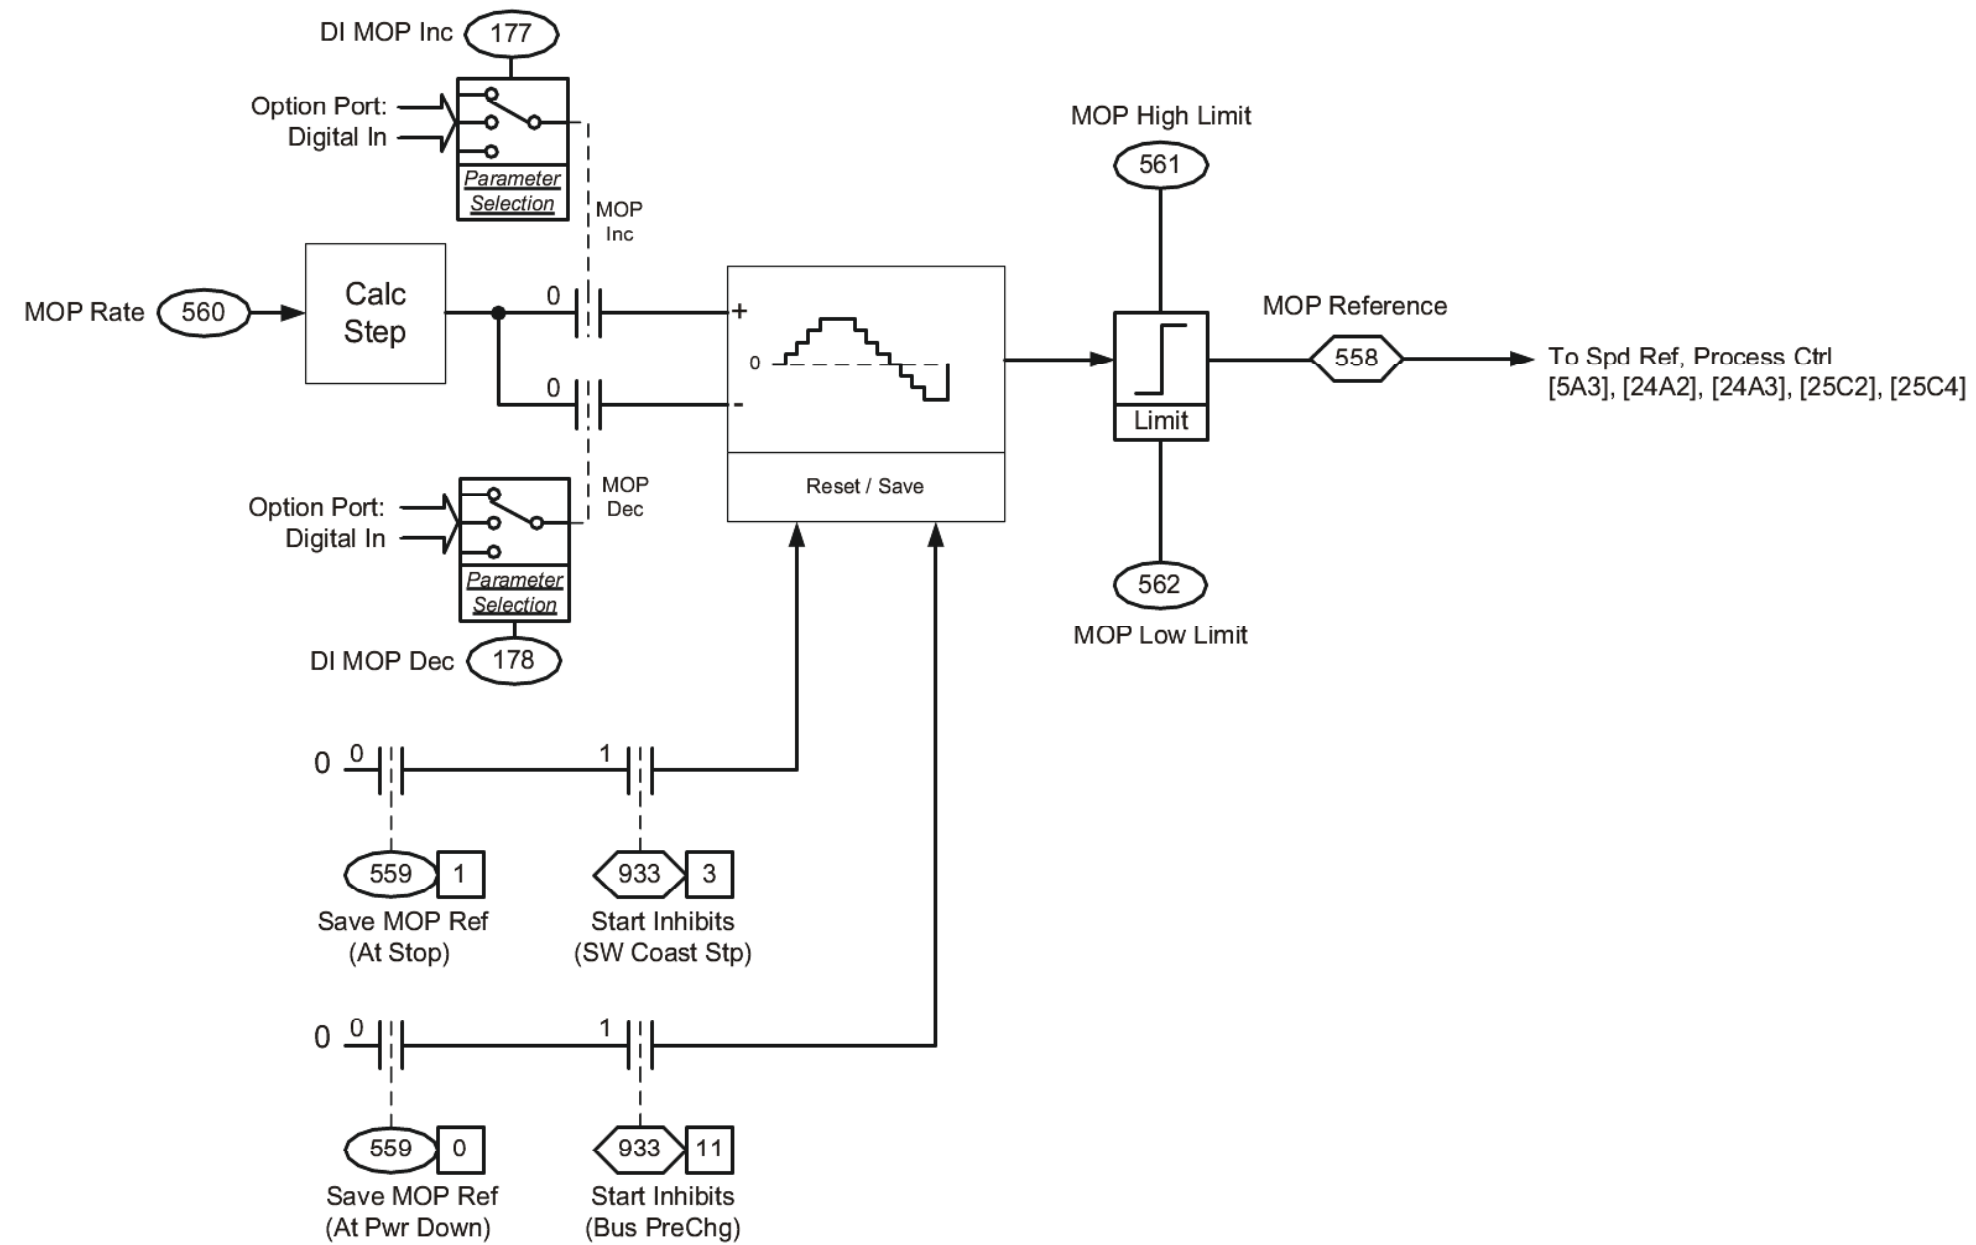 DI MOP Inc 177
Option Port:
Digital In
Parameter
Selection
MOP
Inc
MOP High Limit
561
MOP Rate 560
Calc
Step
0
0
+
-
0
Reset / Save
Limit
MOP Reference
558
To Spd Ref, Process Ctrl
[5A3], [24A2], [24A3], [25C2], [25C4]
562
MOP Low Limit
MOP
Dec
Option Port:
Digital In
Parameter
Selection
DI MOP Dec 178
0 0 1
559 1
933 3
Save MOP Ref
(At Stop)
Start Inhibits
(SW Coast Stp)
0 0 1
559 0
933 11
Save MOP Ref
(At Pwr Down)
Start Inhibits
(Bus PreChg)